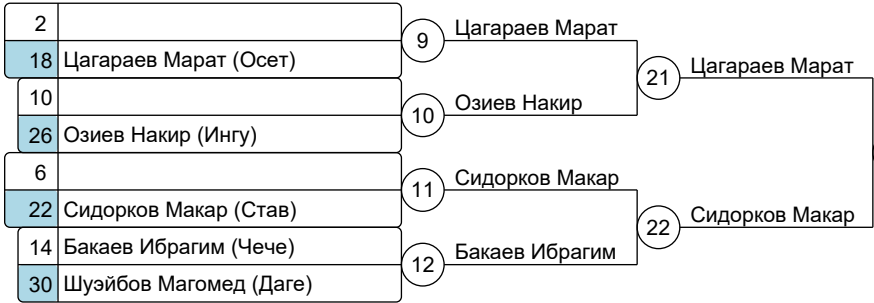 2
18 Цагараев Марат (Осет)
9 Цагараев Марат
21 Цагараев Марат
10
26 Озиев Накир (Ингу)
10 Озиев Накир
6
22 Сидорков Макар (Став)
11 Сидорков Макар
22 Сидорков Макар
14 Бакаев Ибрагим (Чече)
30 Шуэйбов Магомед (Даге)
12 Бакаев Ибрагим